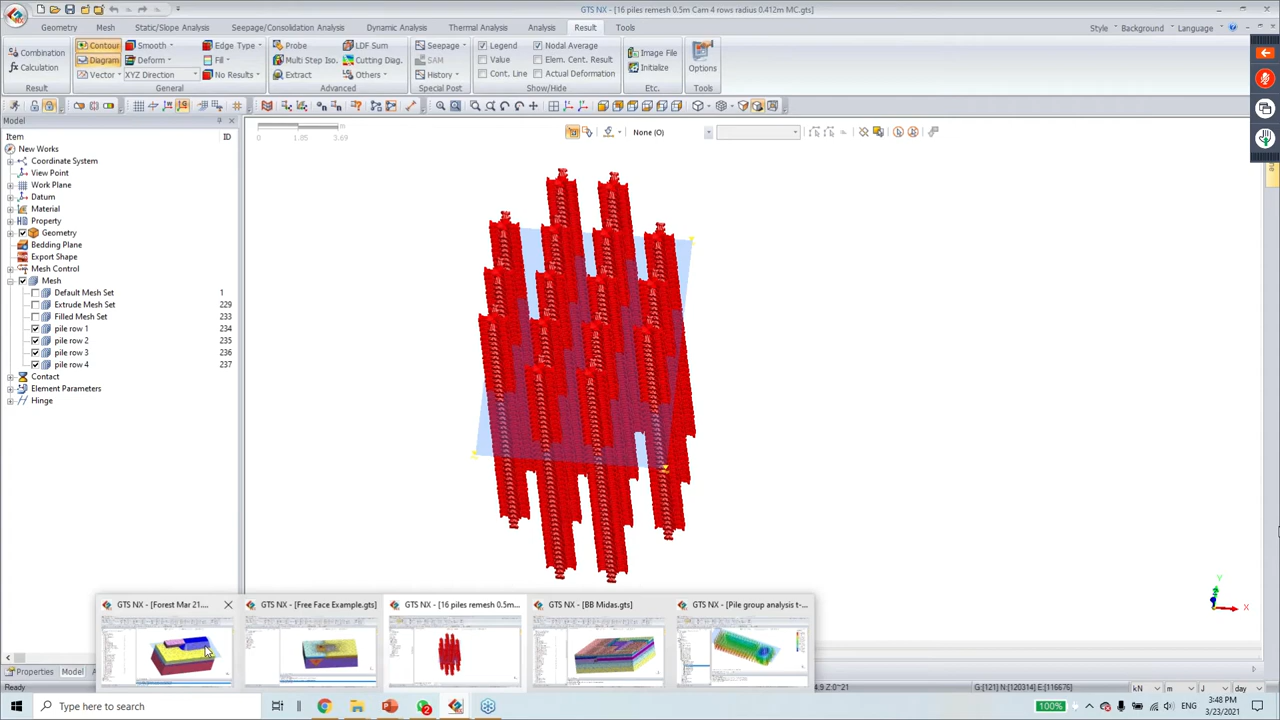 GTS NX - [16 piles remesh 0.5m Cam 4 rows radius 0.412m MC.gts]
Geometry Mesh Static/Slope Analysis Seepage/Consolidation Analysis Dynamic Analysis Thermal Analysis Analysis Result Tools Style Background Language
Combination Contour Smooth Edge Type Probe LDF Sum Seepage Legend Nodal Average Image File
Calculation Diagram Deform Fill Multi Step Iso. Cutting Diag. SAM Value Elem Cent. Result Initialize Options
Vector XYZ Direction No Results Extract Others History Cont. Line Actual Deformation
Result General Advanced Special Post Show/Hide Etc. Tools
Model
Item ID
New Works
Coordinate System
View Point
Work Plane
Datum
Material
Property
Geometry
Bedding Plane
Export Shape
Mesh Control
Mesh
Default Mesh Set 1
Extrude Mesh Set 229
Filled Mesh Set 233
pile row 1 234
pile row 2 235
pile row 3 236
pile row 4 237
Contact
Element Parameters
Hinge
m
0 1.85 3.69
None (O)
Y
X
GTS NX - [Forest Mar 21....
GTS NX - [Free Face Example.gts]
GTS NX - [16 piles remesh 0.5m...
GTS NX - [BB Midas.gts]
GTS NX - [Pile group analysis t-...
Properties Model
Ready
G:[121] N:[120314] E:[116676] kN m J day
Type here to search
100%
ENG
3:48 PM
3/23/2021